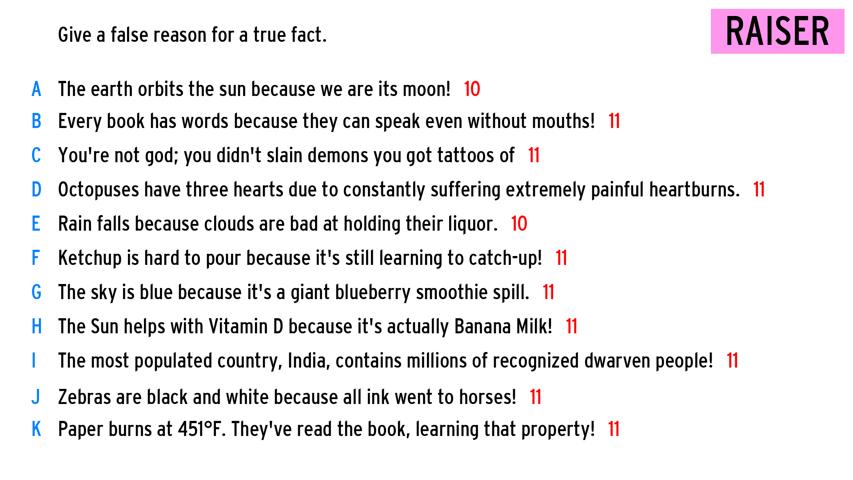 Give a false reason for a true fact.
RAISER
A The earth orbits the sun because we are its moon! 10
B Every book has words because they can speak even without mouths! 11
C You're not god; you didn't slain demons you got tattoos of 11
D Octopuses have three hearts due to constantly suffering extremely painful heartburns. 11
E Rain falls because clouds are bad at holding their liquor. 10
F Ketchup is hard to pour because it's still learning to catch-up! 11
G The sky is blue because it's a giant blueberry smoothie spill. 11
H The Sun helps with Vitamin D because it's actually Banana Milk! 11
I The most populated country, India, contains millions of recognized dwarven people! 11
J Zebras are black and white because all ink went to horses! 11
K Paper burns at 451°F. They've read the book, learning that property! 11